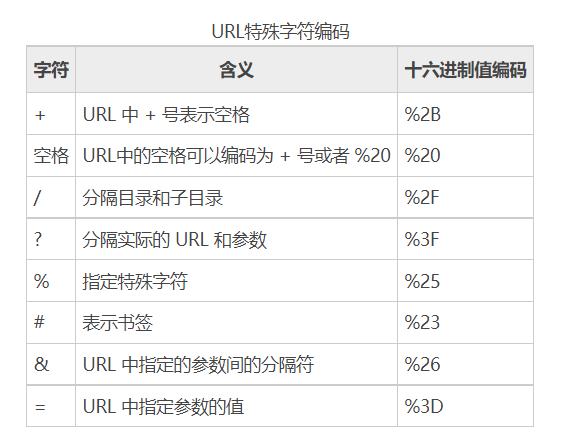 URL特殊字符编码
字符 含义 十六进制值编码
+ URL 中 + 号表示空格 %2B
空格 URL中的空格可以编码为 + 号或者 %20 %20
/ 分隔目录和子目录 %2F
? 分隔实际的 URL 和参数 %3F
% 指定特殊字符 %25
# 表示书签 %23
& URL 中指定的参数间的分隔符 %26
= URL 中指定参数的值 %3D